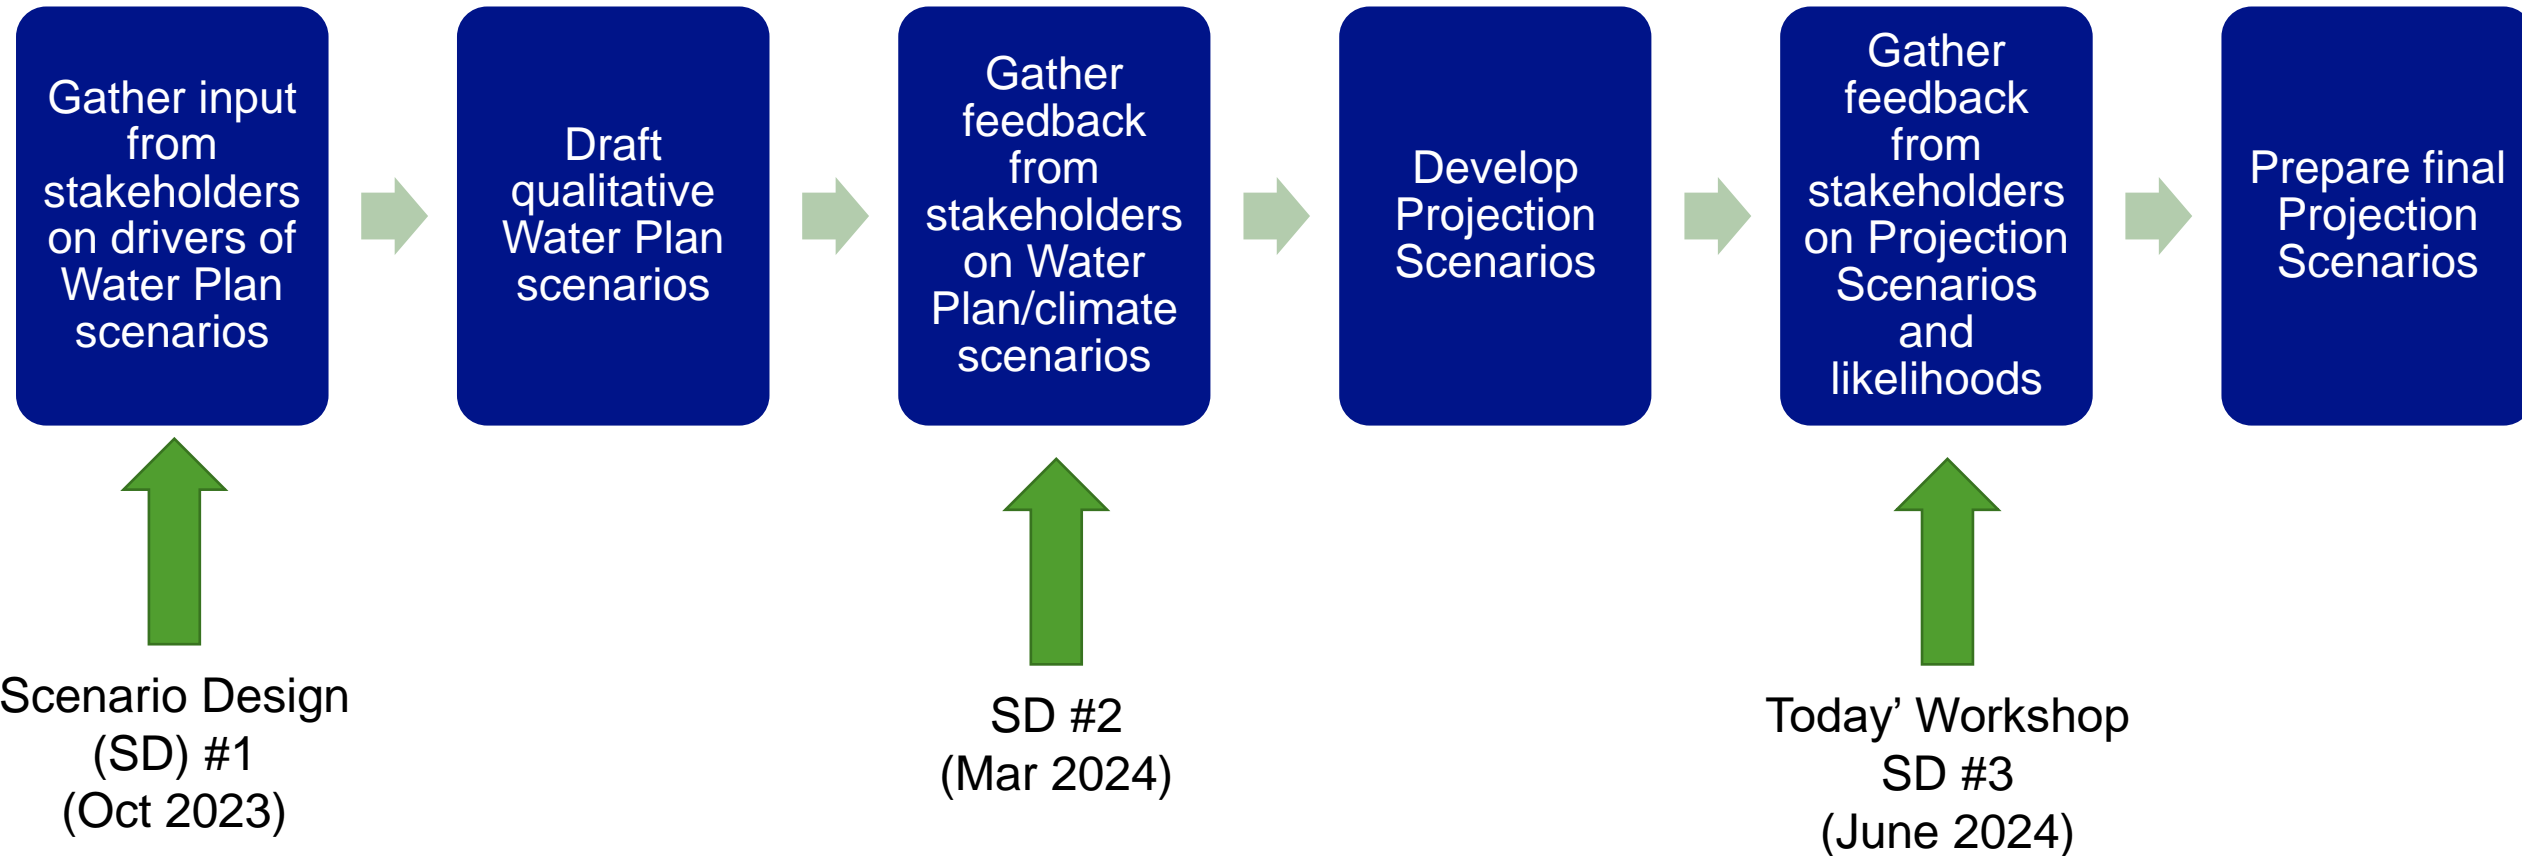 Gather input
from
stakeholders
on drivers of
Water Plan
scenarios
Draft
qualitative
Water Plan
scenarios
Gather
feedback
from
stakeholders
on Water
Plan/climate
scenarios
Develop
Projection
Scenarios
Gather
feedback
from
stakeholders
on Projection
Scenarios
and
likelihoods
Prepare final
Projection
Scenarios
Scenario Design
(SD) #1
(Oct 2023)
SD #2
(Mar 2024)
Today’ Workshop
SD #3
(June 2024)